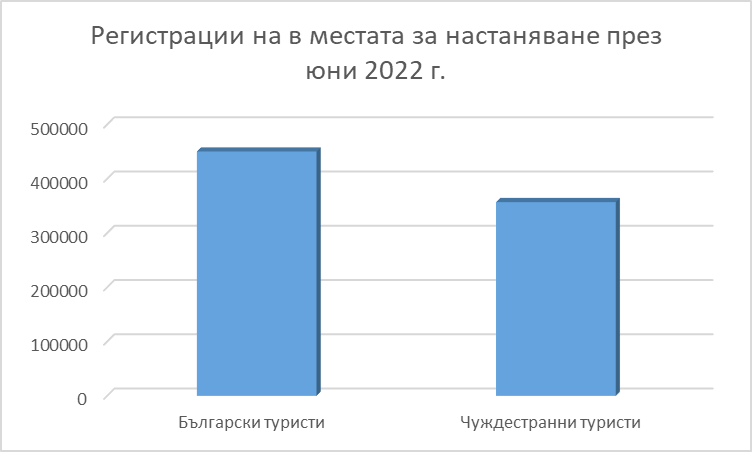 Регистрации на в местата за настаняване през
юни 2022 г.
500000
400000
300000
200000
100000
0
Български туристи
Чуждестранни туристи